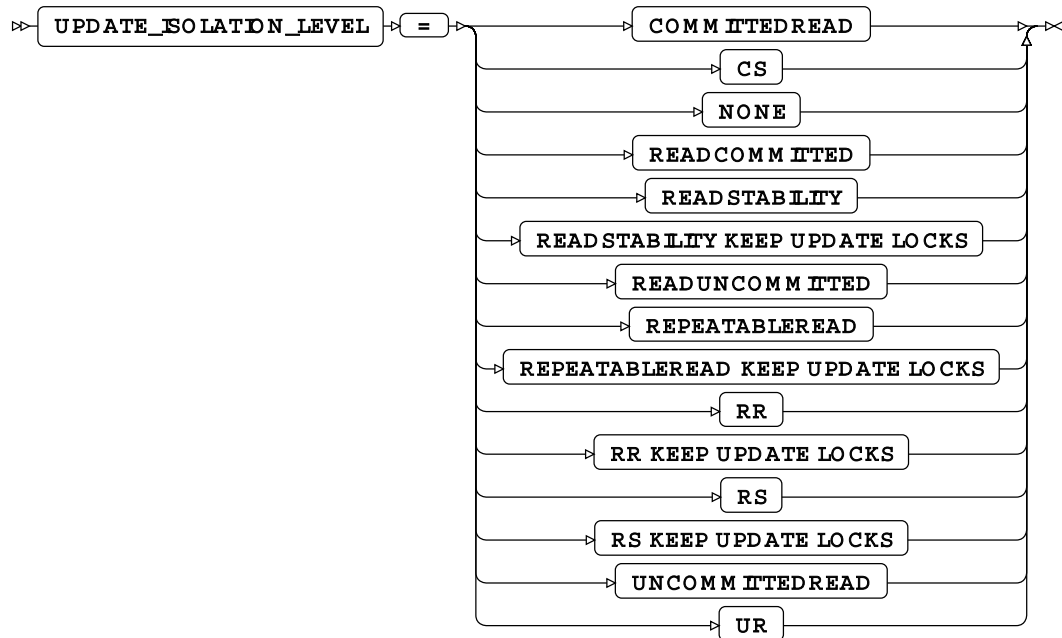 UPDATE_ISOLATION_LEVEL = COMMITTEDREAD
CS
NONE
READCOMMITTED
READSTABILITY
READSTABILITY KEEP UPDATE LOCKS
READUNCOMMITTED
REPEATABLEREAD
REPEATABLEREAD KEEP UPDATE LOCKS
RR
RR KEEP UPDATE LOCKS
RS
RS KEEP UPDATE LOCKS
UNCOMMITTEDREAD
UR